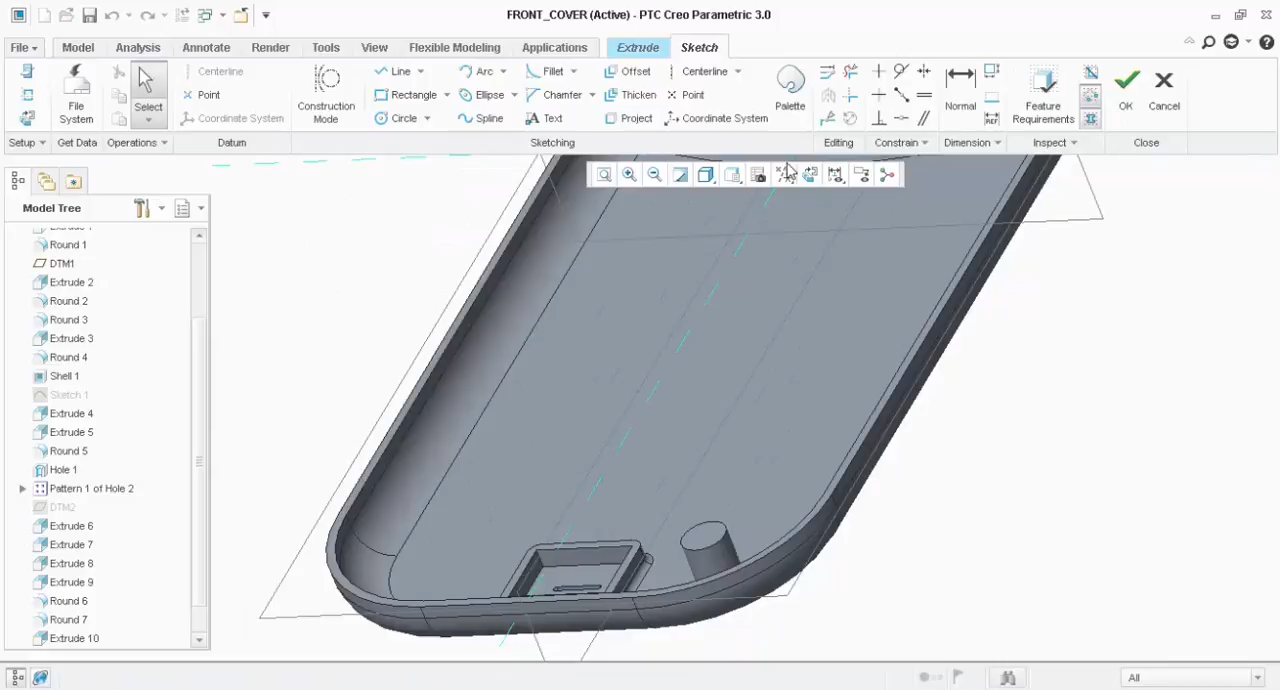 FRONT_COVER (Active) - PTC Creo Parametric 3.0
File Model Analysis Annotate Render Tools View Flexible Modeling Applications Extrude Sketch
Centerline Line Arc Fillet Offset Centerline
Point Rectangle Ellipse Chamfer Thicken Point
Coordinate System Circle Spline Text Project Coordinate System
File System Select Construction Mode Palette Normal Feature Requirements OK Cancel
REF
Setup Get Data Operations Datum Sketching Editing Constrain Dimension Inspect Close
Model Tree
Round 1
DTM1
Extrude 2
Round 2
Round 3
Extrude 3
Round 4
Shell 1
Sketch 1
Extrude 4
Extrude 5
Round 5
Hole 1
Pattern 1 of Hole 2
DTM2
Extrude 6
Extrude 7
Extrude 8
Extrude 9
Round 6
Round 7
Extrude 10
All